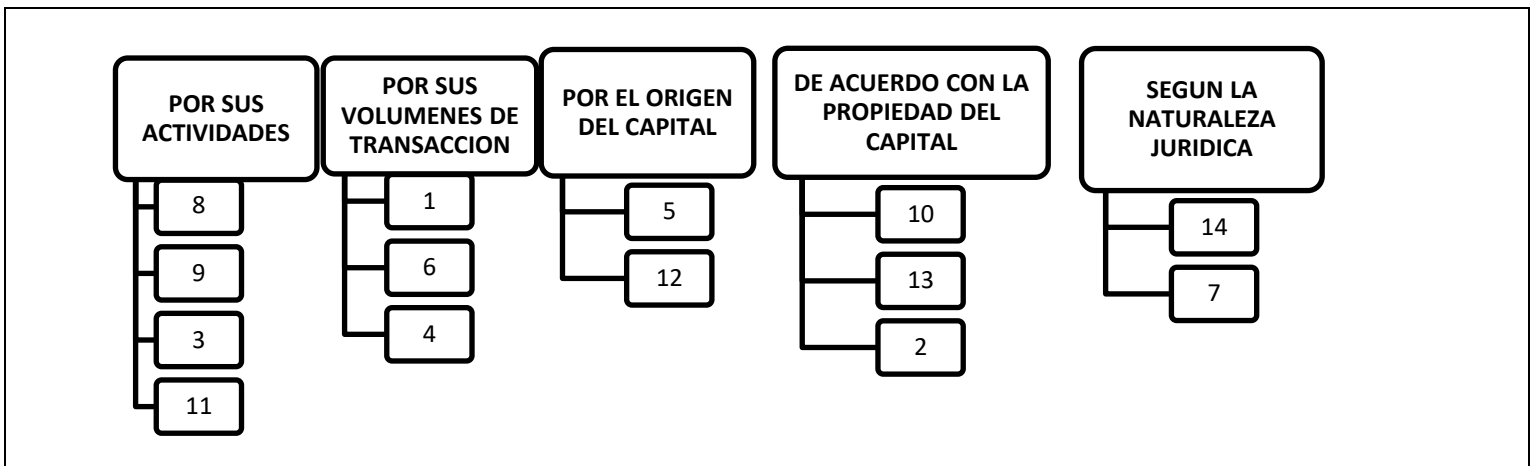 POR SUS
ACTIVIDADES
8
9
3
11
POR SUS
VOLUMENES DE
TRANSACCION
1
6
4
POR EL ORIGEN
DEL CAPITAL
5
12
DE ACUERDO CON LA
PROPIEDAD DEL
CAPITAL
10
13
2
SEGUN LA
NATURALEZA
JURIDICA
14
7